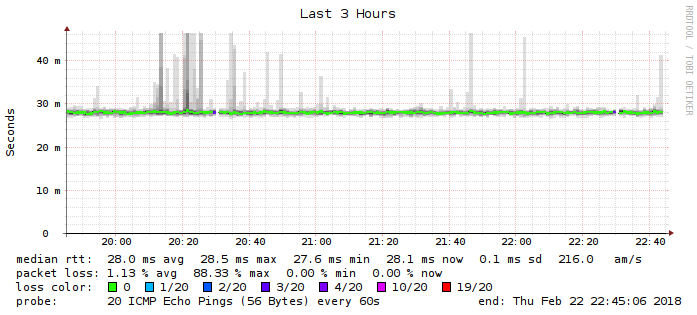 Last 3 Hours
RRDTOOL / TOBI OETIKER
Seconds
40 m
30 m
20 m
10 m
0
20:00 20:20 20:40 21:00 21:20 21:40 22:00 22:20 22:40
median rtt: 28.0 ms avg 28.5 ms max 27.6 ms min 28.1 ms now 0.1 ms sd 216.0 am/s
packet loss: 1.13 % avg 88.33 % max 0.00 % min 0.00 % now
loss color: 0 1/20 2/20 3/20 4/20 10/20 19/20
probe: 20 ICMP Echo Pings (56 Bytes) every 60s end: Thu Feb 22 22:45:06 2018